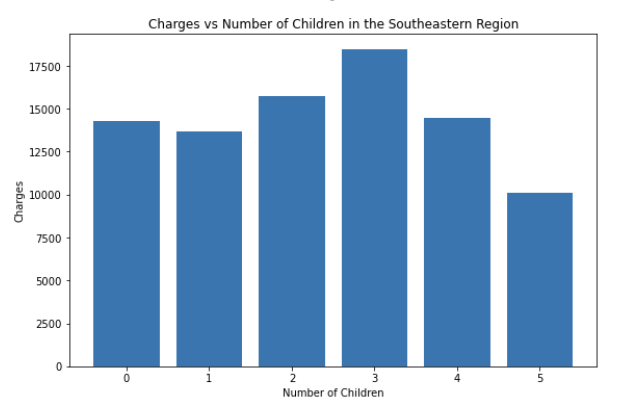 Charges vs Number of Children in the Southeastern Region
17500
15000
12500
10000
7500
5000
2500
0
Charges
0 1 2 3 4 5
Number of Children